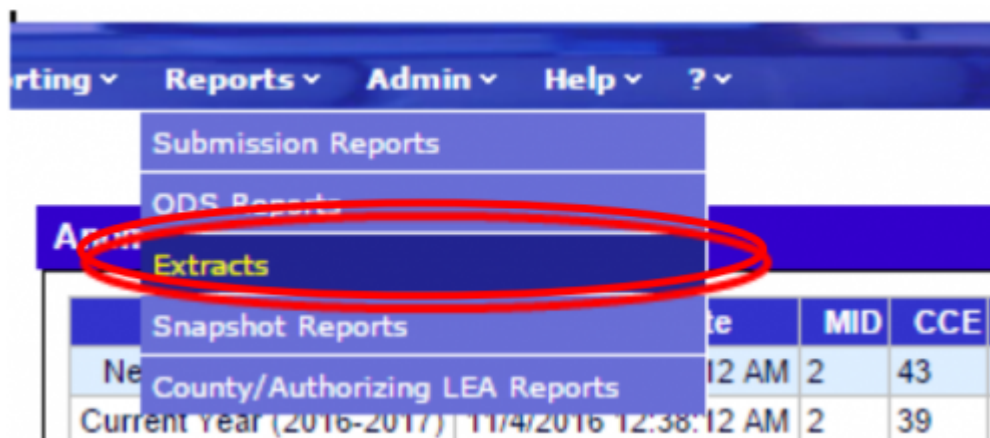 rting Reports Admin Help ?
Submission Reports
ODS Reports
Anom
Extracts
Snapshot Reports te MID CCE
Ne 12 AM 2 43
County/Authorizing LEA Reports
Current Year (2016-2017) 11/4/2016 12:38:12 AM 2 39